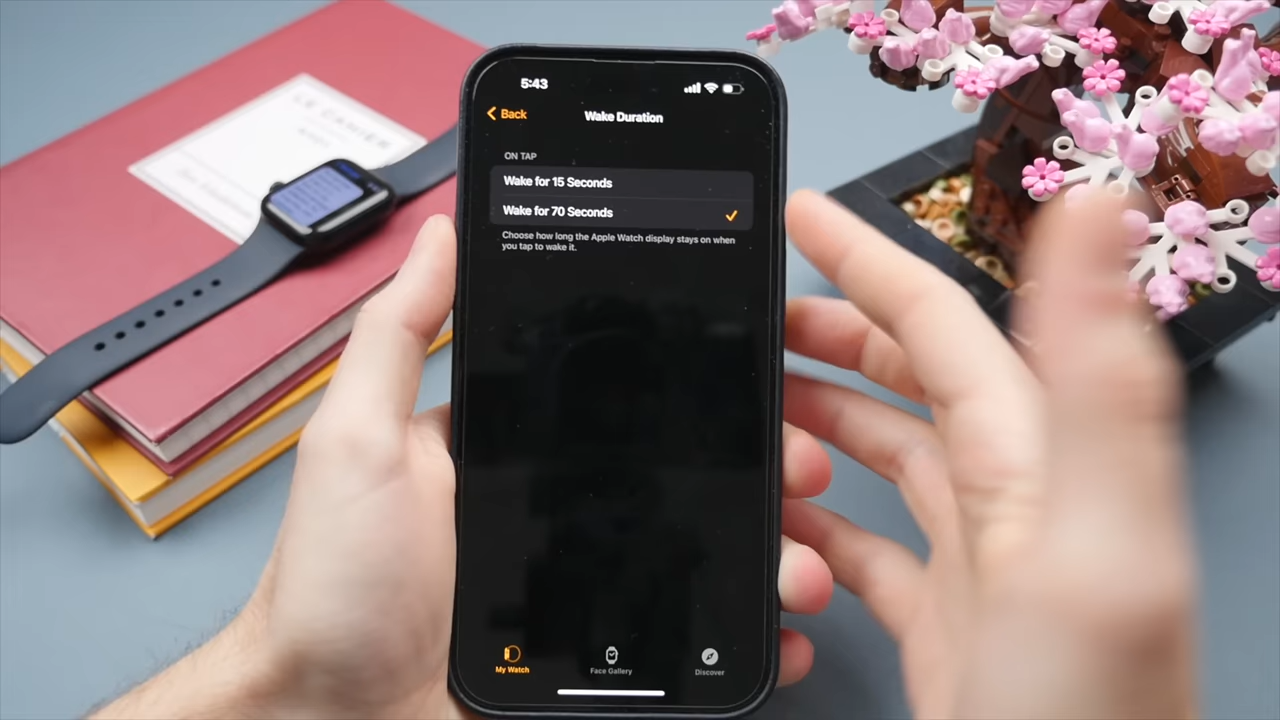 5:43
Back
Wake Duration
ON TAP
Wake for 15 Seconds
Wake for 70 Seconds
Choose how long the Apple Watch display stays on when
you tap to wake it.
My Watch
Face Gallery
Discover
LE CAHIER